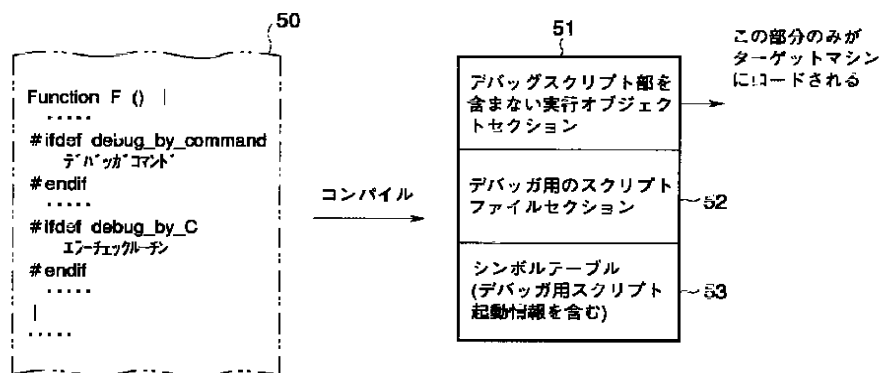 50
Function F () |
.....
#ifdef debug_by_command
デバッガコマンド
#endif
.....
#ifdef debug_by_C
エラーチェックルーチン
#endif
.....
|
.....
コンパイル
51
デバッグスクリプト部を
含まない実行オブジェク
トセクション
デバッガ用のスクリプト
ファイルセクション
52
シンボルテーブル
(デバッガ用スクリプト
起動情報を含む)
53
この部分のみが
ターゲットマシン
にロードされる